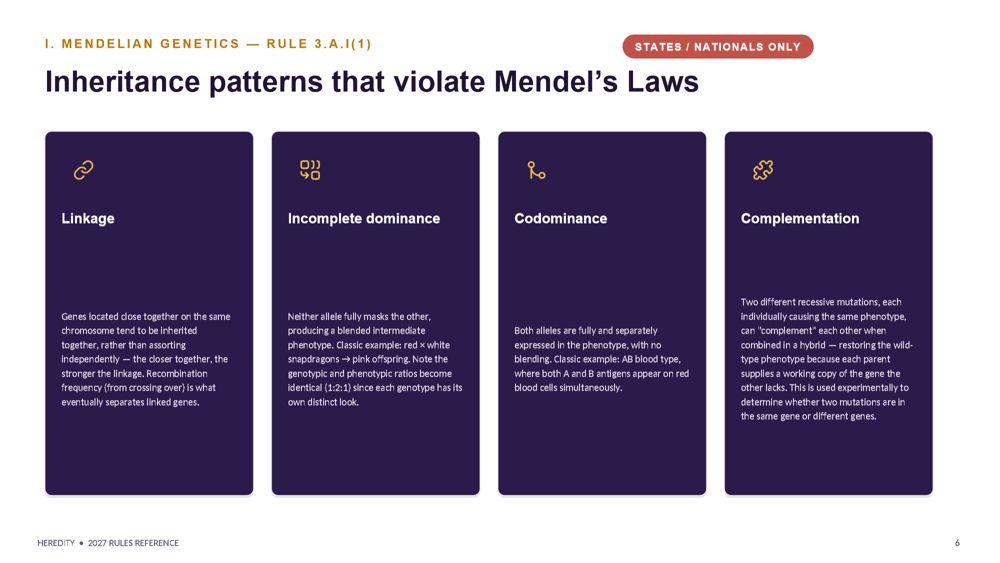 I. MENDELIAN GENETICS — RULE 3.A.I(1)
STATES / NATIONALS ONLY
Inheritance patterns that violate Mendel’s Laws
Linkage
Genes located close together on the same
chromosome tend to be inherited
together, rather than assorting
independently — the closer together, the
stronger the linkage. Recombination
frequency (from crossing over) is what
eventually separates linked genes.
Incomplete dominance
Neither allele fully masks the other,
producing a blended intermediate
phenotype. Classic example: red × white
snapdragons → pink offspring. Note the
genotypic and phenotypic ratios become
identical (1:2:1) since each genotype has its
own distinct look.
Codominance
Both alleles are fully and separately
expressed in the phenotype, with no
blending. Classic example: AB blood type,
where both A and B antigens appear on red
blood cells simultaneously.
Complementation
Two different recessive mutations, each
individually causing the same phenotype,
can "complement" each other when
combined in a hybrid — restoring the wild-
type phenotype because each parent
supplies a working copy of the gene the
other lacks. This is used experimentally to
determine whether two mutations are in
the same gene or different genes.
HEREDITY • 2027 RULES REFERENCE
6